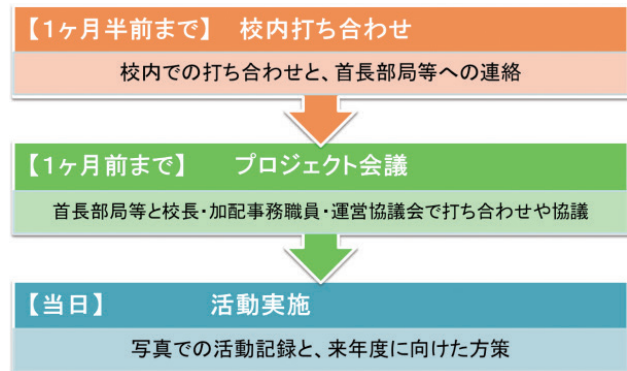 【1ヶ月半前まで】 校内打ち合わせ
校内での打ち合わせと、首長部局等への連絡
【1ヶ月前まで】 プロジェクト会議
首長部局等と校長・加配事務職員・運営協議会で打ち合わせや協議
【当日】 活動実施
写真での活動記録と、来年度に向けた方策